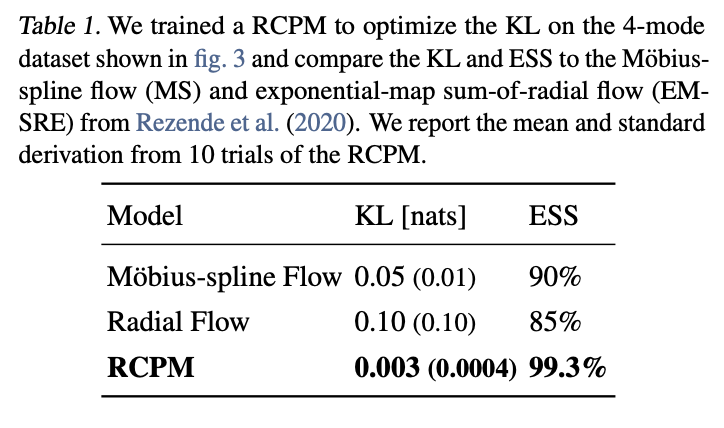 Table 1. We trained a RCPM to optimize the KL on the 4-mode
dataset shown in fig. 3 and compare the KL and ESS to the Möbius-
spline flow (MS) and exponential-map sum-of-radial flow (EM-
SRE) from Rezende et al. (2020). We report the mean and standard
derivation from 10 trials of the RCPM.
Model KL [nats] ESS
Möbius-spline Flow 0.05 (0.01) 90%
Radial Flow 0.10 (0.10) 85%
RCPM 0.003 (0.0004) 99.3%